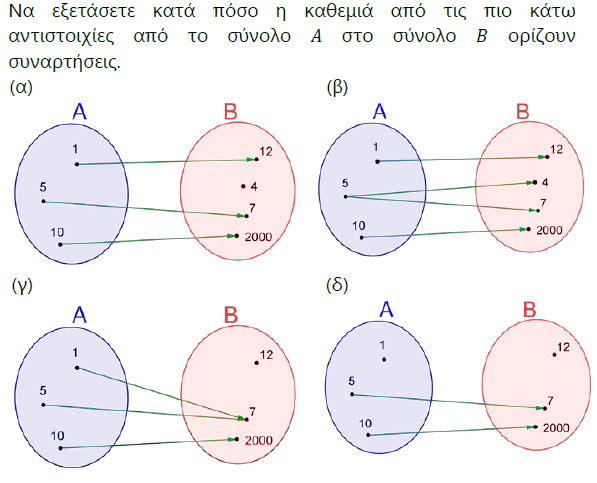 Να εξετάσετε κατά πόσο η καθεμιά από τις πιο κάτω
αντιστοιχίες από το σύνολο A στο σύνολο B ορίζουν
συναρτήσεις.
(α)
A B
1 12
5 4
7
10 2000
(β)
A B
1 12
5 4
7
10 2000
(γ)
A B
1 12
5 7
10 2000
(δ)
A B
1 12
5 7
10 2000